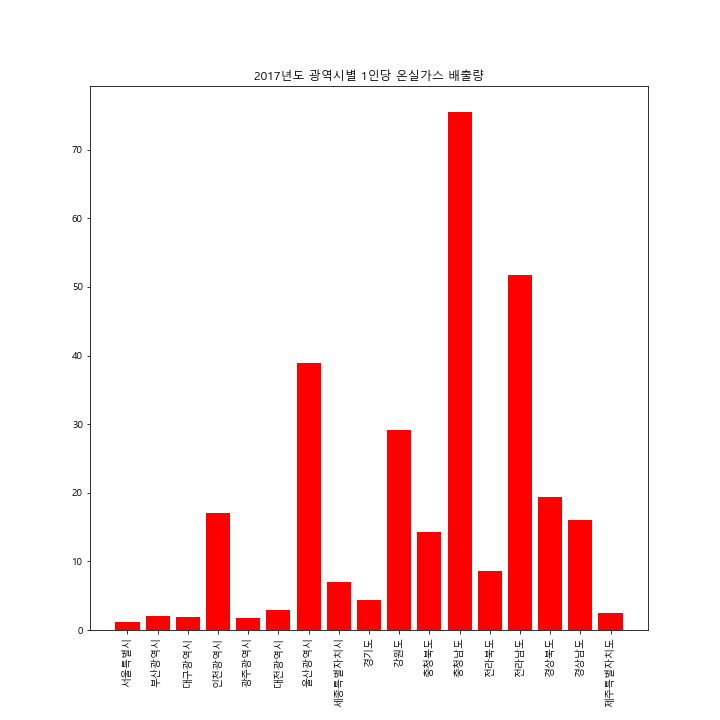 2017년도 광역시별 1인당 온실가스 배출량
70
60
50
40
30
20
10
0
서울특별시
부산광역시
대구광역시
인천광역시
광주광역시
대전광역시
울산광역시
세종특별자치시
경기도
강원도
충청북도
충청남도
전라북도
전라남도
경상북도
경상남도
제주특별자치도